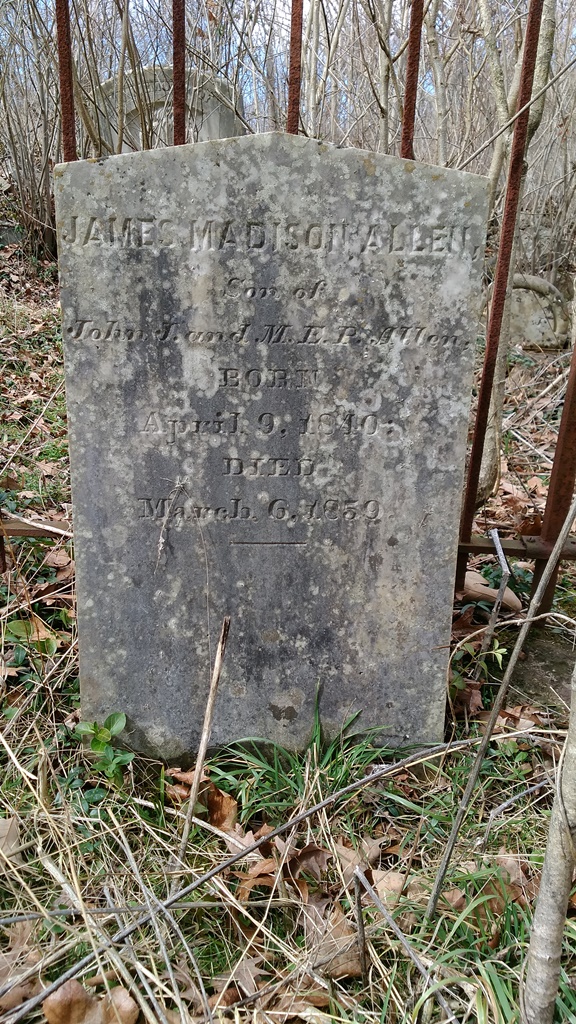 JAMES MADISON ALLEN,
Son of
John J. and M. E. P. Allen,
BORN
April 9, 1840;
DIED
March 6, 1859.